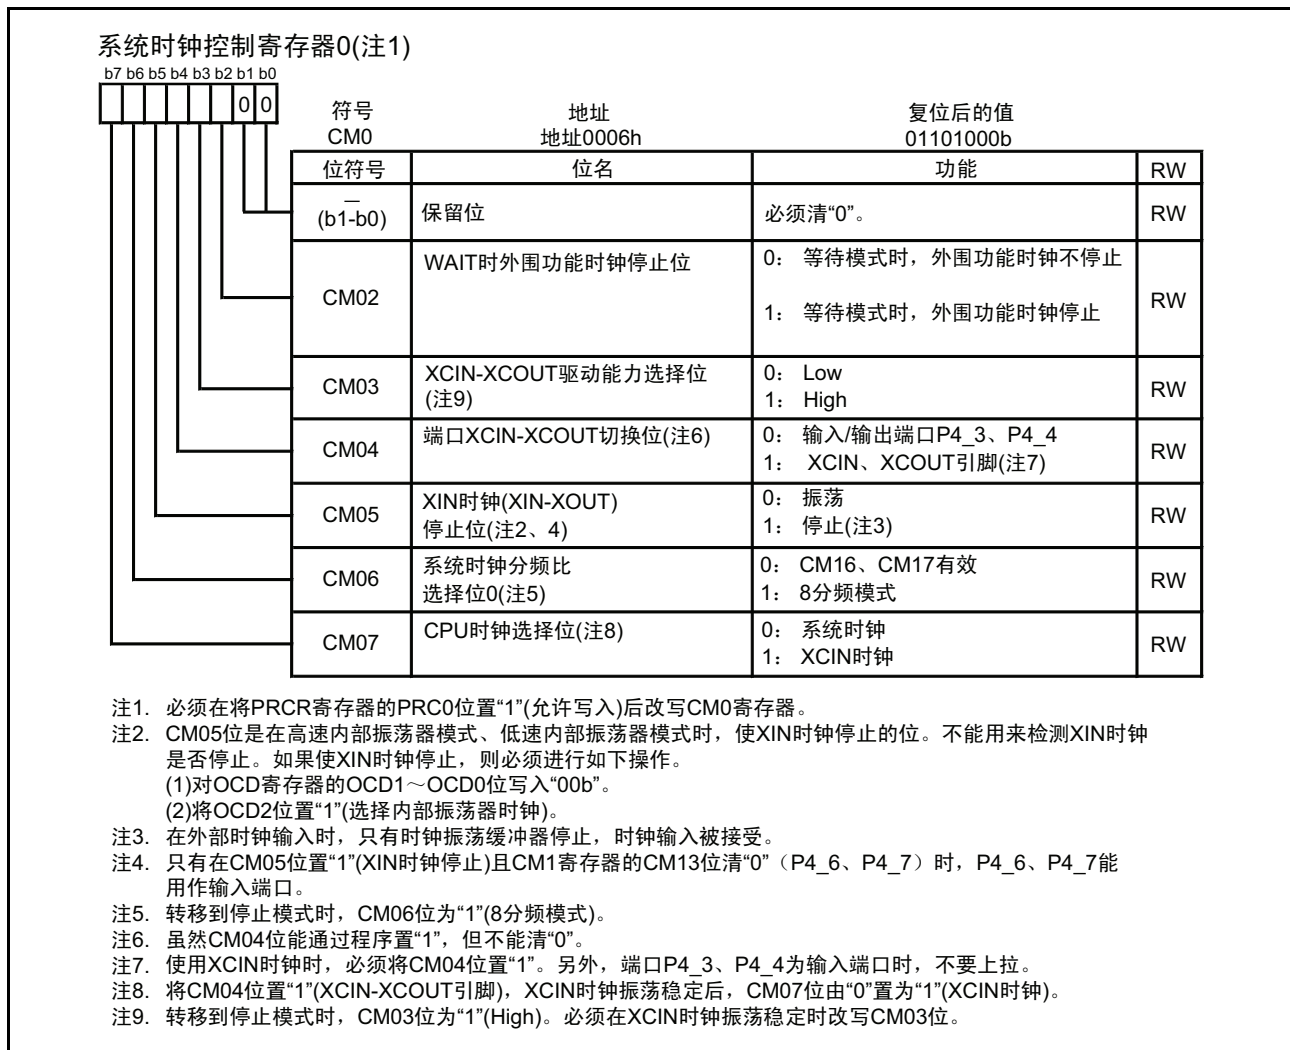 系统时钟控制寄存器0(注1)
b7 b6 b5 b4 b3 b2 b1 b0
0 0
符号 地址 复位后的值
CM0 地址0006h 01101000b
位符号 位名 功能 RW
—
(b1-b0) 保留位 必须清“0”。 RW
WAIT时外围功能时钟停止位 0： 等待模式时，外围功能时钟不停止
CM02 RW
1： 等待模式时，外围功能时钟停止
XCIN-XCOUT驱动能力选择位 0： Low
CM03 RW
(注9) 1： High
端口XCIN-XCOUT切换位(注6) 0： 输入/输出端口P4_3、P4_4
CM04 RW
1： XCIN、XCOUT引脚(注7)
XIN时钟(XIN-XOUT) 0： 振荡
CM05 RW
停止位(注2、4) 1： 停止(注3)
系统时钟分频比 0： CM16、CM17有效
CM06 RW
选择位0(注5) 1： 8分频模式
CPU时钟选择位(注8) 0： 系统时钟
CM07 RW
1： XCIN时钟
注1. 必须在将PRCR寄存器的PRC0位置“1”(允许写入)后改写CM0寄存器。
注2. CM05位是在高速内部振荡器模式、低速内部振荡器模式时，使XIN时钟停止的位。不能用来检测XIN时钟
是否停止。如果使XIN时钟停止，则必须进行如下操作。
(1)对OCD寄存器的OCD1～OCD0位写入“00b”。
(2)将OCD2位置“1”(选择内部振荡器时钟)。
注3. 在外部时钟输入时，只有时钟振荡缓冲器停止，时钟输入被接受。
注4. 只有在CM05位置“1”(XIN时钟停止)且CM1寄存器的CM13位清“0”（P4_6、P4_7）时，P4_6、P4_7能
用作输入端口。
注5. 转移到停止模式时，CM06位为“1”(8分频模式)。
注6. 虽然CM04位能通过程序置“1”，但不能清“0”。
注7. 使用XCIN时钟时，必须将CM04位置“1”。另外，端口P4_3、P4_4为输入端口时，不要上拉。
注8. 将CM04位置“1”(XCIN-XCOUT引脚)，XCIN时钟振荡稳定后，CM07位由“0”置为“1”(XCIN时钟)。
注9. 转移到停止模式时，CM03位为“1”(High)。必须在XCIN时钟振荡稳定时改写CM03位。